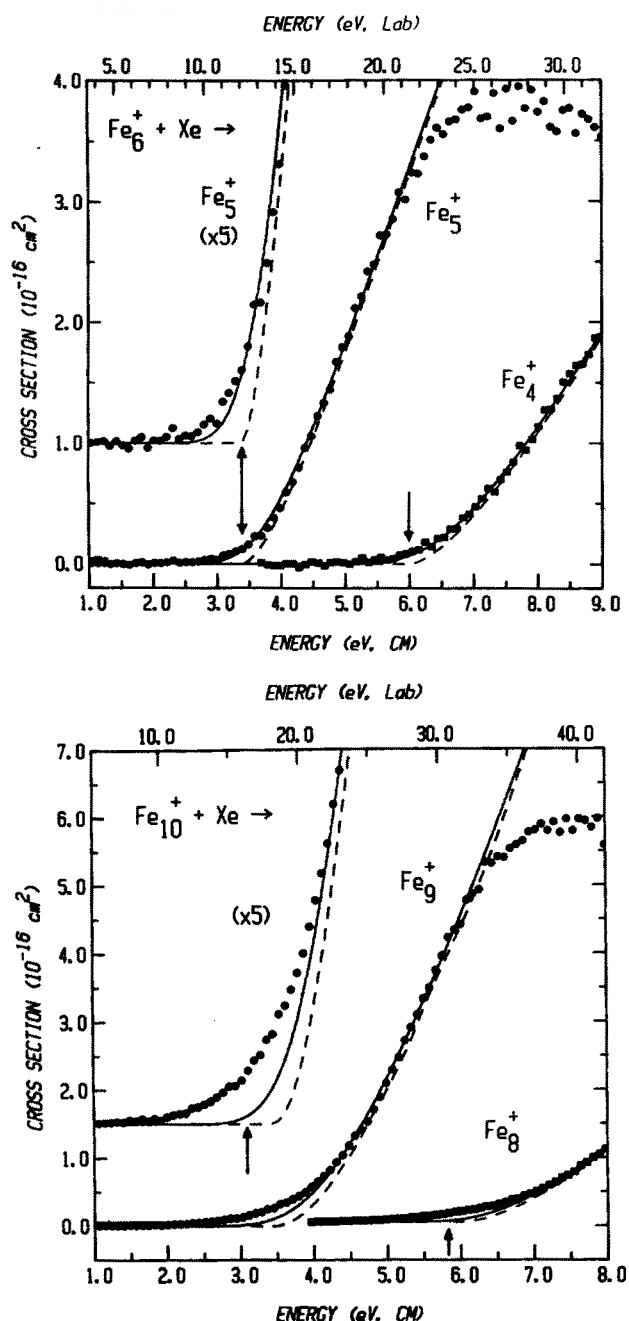 ENERGY (eV, Lab)
5.0 10.0 15.0 20.0 25.0 30.0
4.0
3.0
2.0
1.0
0.0
CROSS SECTION (10⁻¹⁶ cm²)
Fe₆⁺ + Xe →
Fe₅⁺
(x5)
Fe₅⁺
Fe₄⁺
1.0 2.0 3.0 4.0 5.0 6.0 7.0 8.0 9.0
ENERGY (eV, CM)
ENERGY (eV, Lab)
10.0 20.0 30.0 40.0
7.0
6.0
5.0
4.0
3.0
2.0
1.0
0.0
CROSS SECTION (10⁻¹⁶ cm²)
Fe₁₀⁺ + Xe →
(x5)
Fe₉⁺
Fe₈⁺
1.0 2.0 3.0 4.0 5.0 6.0 7.0 8.0
ENERGY (eV, CM)